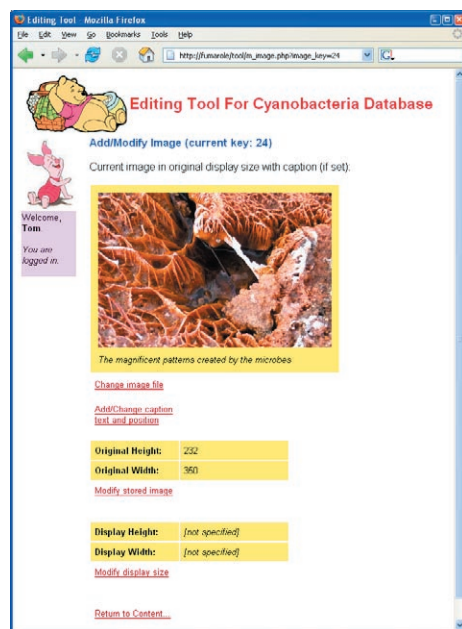 Editing Tool - Mozilla Firefox
File Edit View Go Bookmarks Tools Help
http://fumarole/tool/m_image.php?image_key=24
Editing Tool For Cyanobacteria Database
Add/Modify Image (current key: 24)
Current image in original display size with caption (if set):
Welcome,
Tom.
You are
logged in.
The magnificent patterns created by the microbes
Change image file
Add/Change caption
text and position
Original Height: 232
Original Width: 350
Modify stored image
Display Height: [not specified]
Display Width: [not specified]
Modify display size
Return to Content...